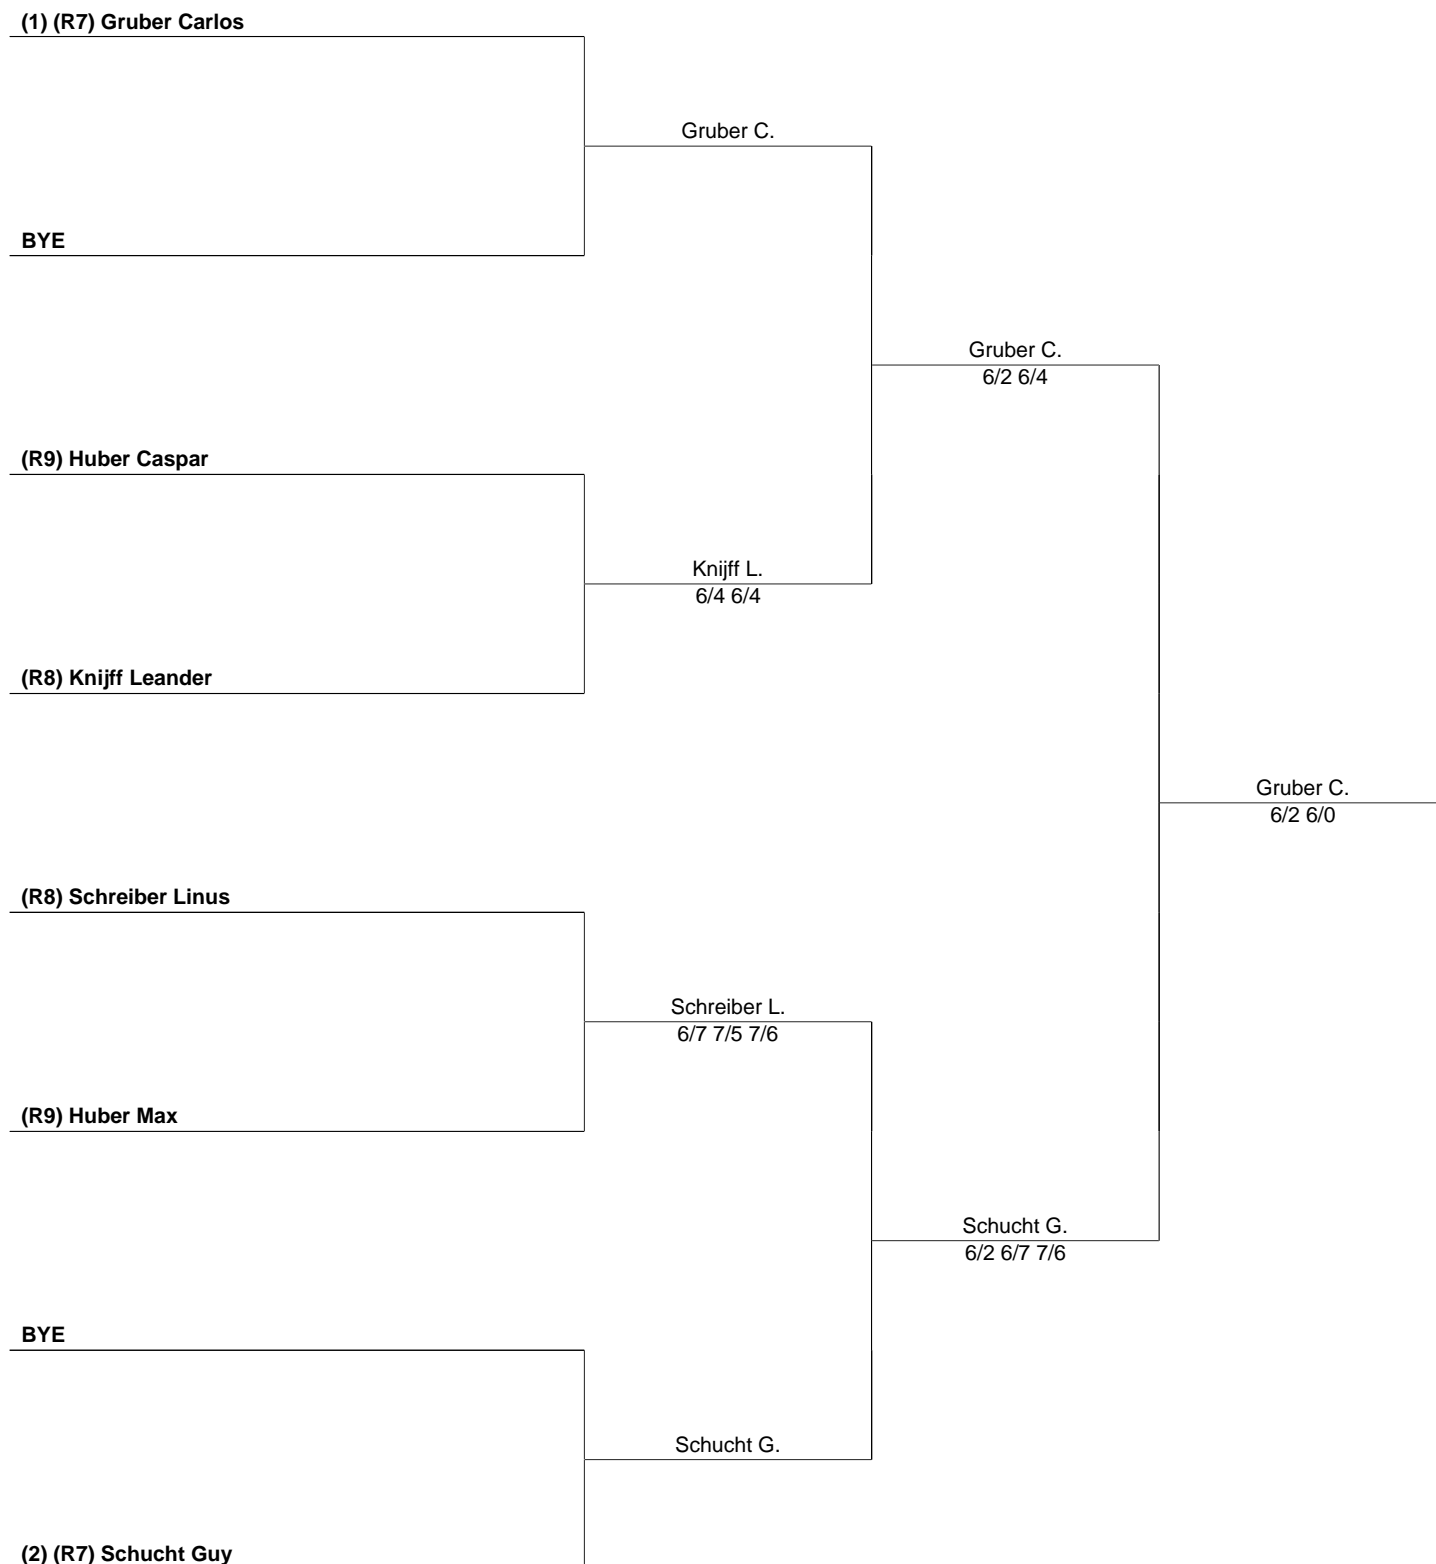 (1) (R7) Gruber Carlos
Gruber C.
BYE
Gruber C.
6/2 6/4
(R9) Huber Caspar
Knijff L.
6/4 6/4
(R8) Knijff Leander
Gruber C.
6/2 6/0
(R8) Schreiber Linus
Schreiber L.
6/7 7/5 7/6
(R9) Huber Max
Schucht G.
6/2 6/7 7/6
BYE
Schucht G.
(2) (R7) Schucht Guy